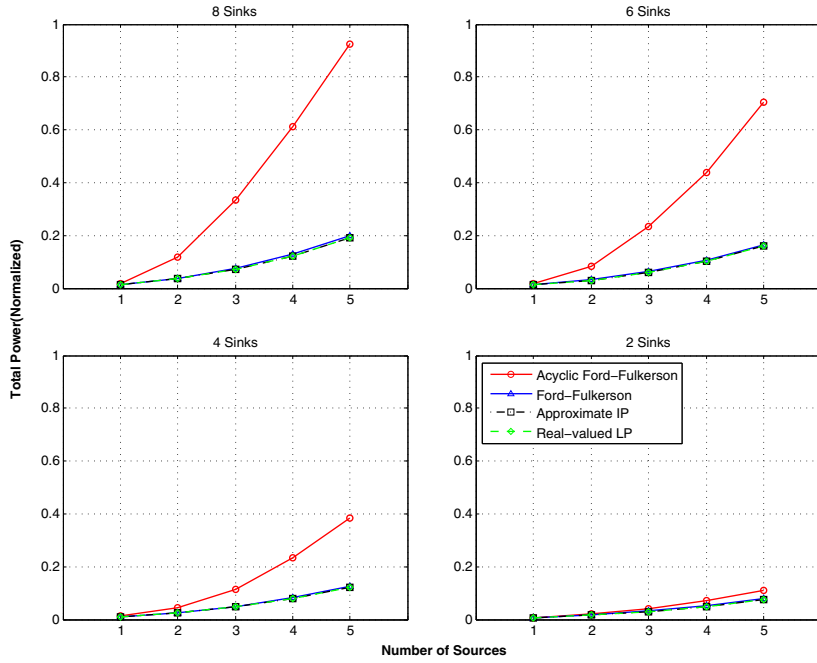 8 Sinks
6 Sinks
1
0.8
0.6
0.4
0.2
0
1 2 3 4 5
1
0.8
0.6
0.4
0.2
0
1 2 3 4 5
Total Power(Normalized)
4 Sinks
2 Sinks
1
0.8
0.6
0.4
0.2
0
1 2 3 4 5
1
0.8
0.6
0.4
0.2
0
1 2 3 4 5
Acyclic Ford–Fulkerson
Ford–Fulkerson
Approximate IP
Real–valued LP
Number of Sources